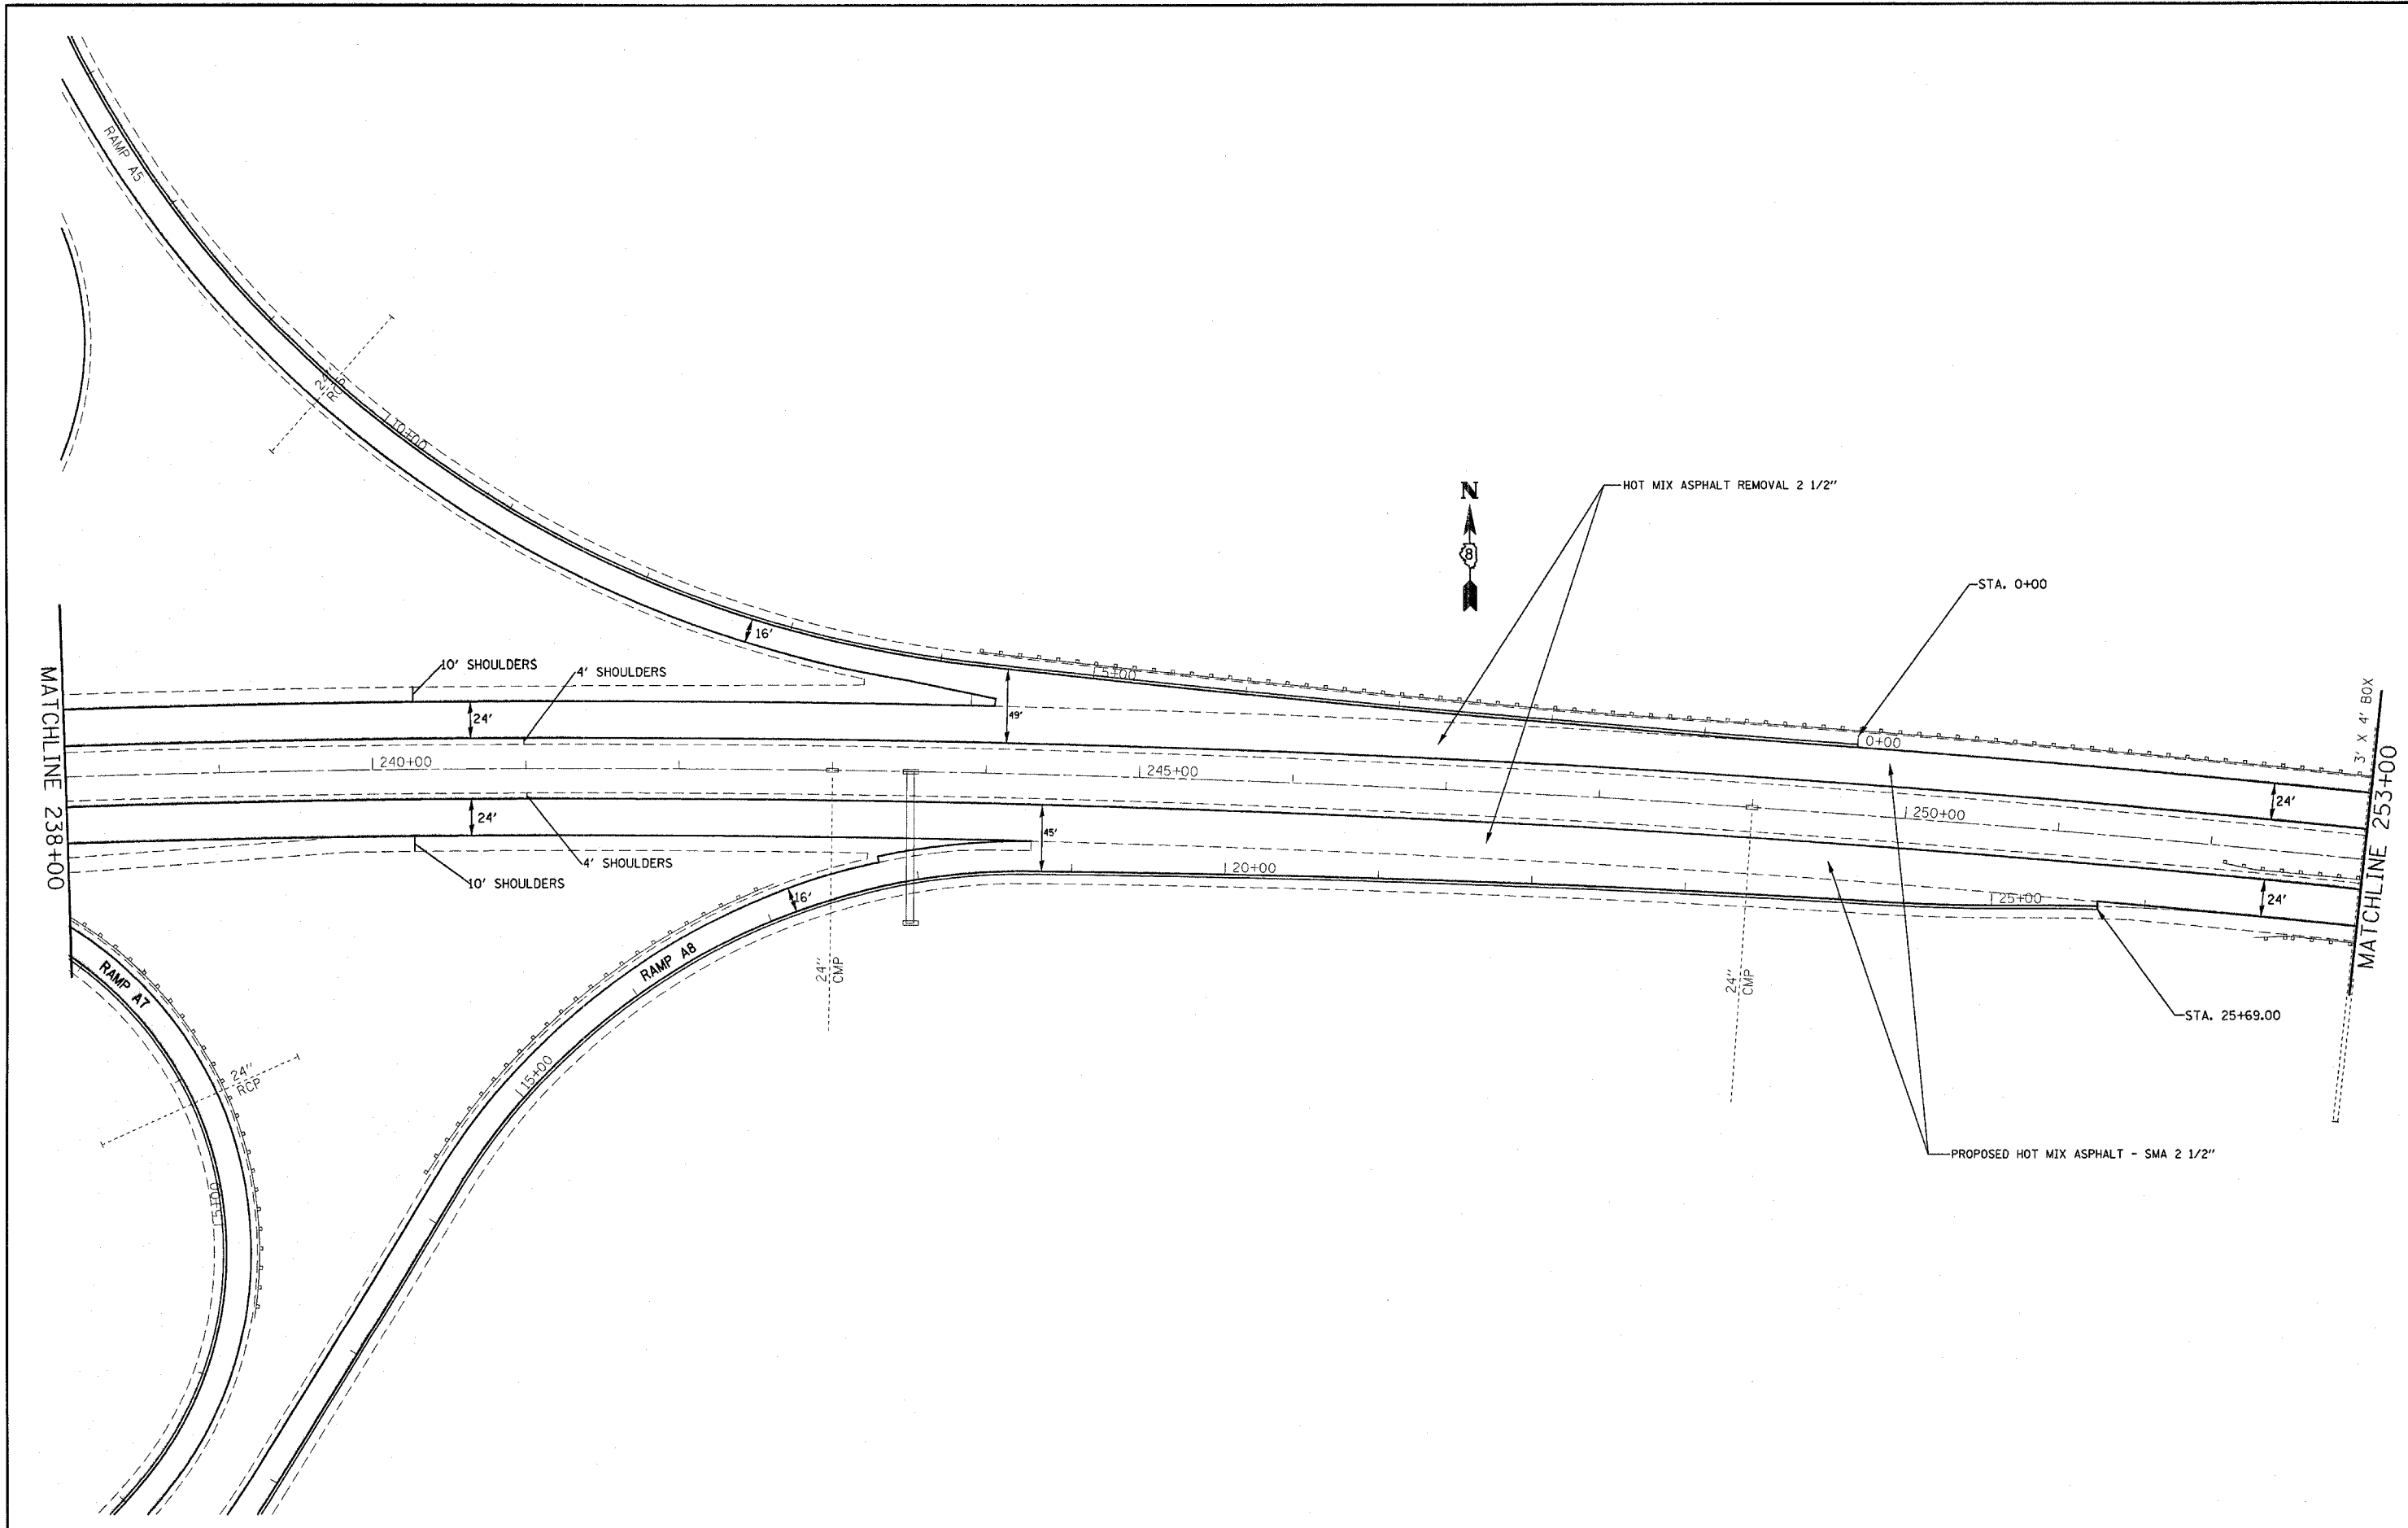 RAMP A5
10+00
N
8
HOT MIX ASPHALT REMOVAL 2 1/2"
STA. 0+00
16'
10' SHOULDERS
4' SHOULDERS
5+00
MATCHLINE 238+00
24'
49'
0+00
3' X 4' BOX
240+00
245+00
24'
250+00
MATCHLINE 253+00
24'
45'
4' SHOULDERS
10' SHOULDERS
20+00
16'
25+00
24'
RAMP A8
24"
CMP
24"
CMP
RAMP A7
STA. 25+69.00
24"
RCP
15+00
PROPOSED HOT MIX ASPHALT - SMA 2 1/2"
5+00